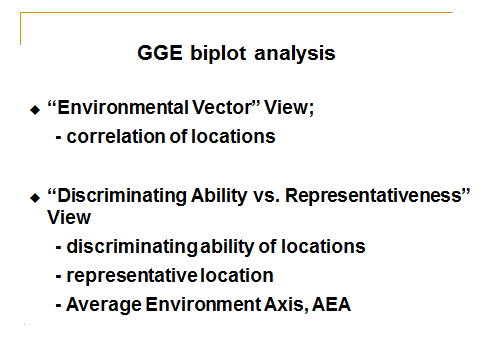 GGE biplot analysis
“Environmental Vector” View;
- correlation of locations
“Discriminating Ability vs. Representativeness”
View
- discriminating ability of locations
- representative location
- Average Environment Axis, AEA